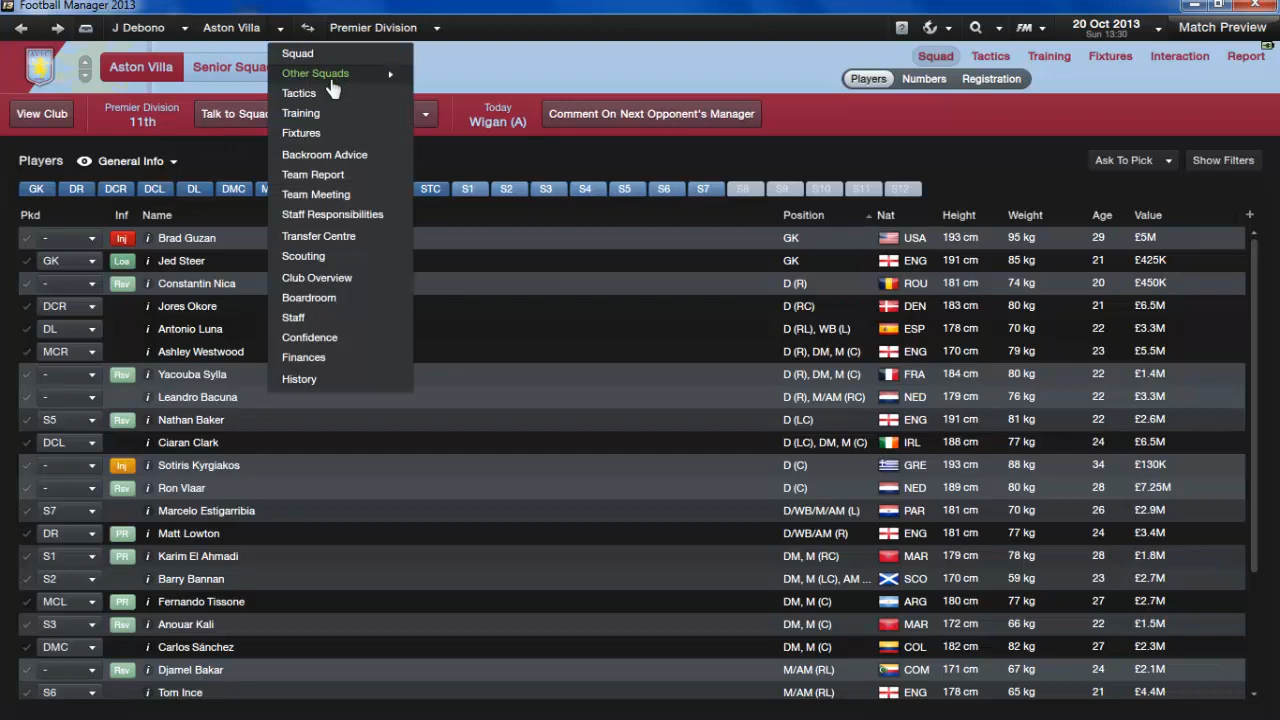 Football Manager 2013
J Debono Aston Villa Premier Division
20 Oct 2013
Sun 13:30
FM
Match Preview
Aston Villa
Squad Tactics Training Fixtures Interaction Report
Players Numbers Registration
View Club
Premier Division
11th
Today
Wigan (A)
Comment On Next Opponent's Manager
Squad
Other Squads
Tactics
Training
Fixtures
Backroom Advice
Team Report
Team Meeting
Staff Responsibilities
Transfer Centre
Scouting
Club Overview
Boardroom
Staff
Confidence
Finances
History
Players General Info
Ask To Pick Show Filters
GK DR DCR DCL DL DMC STC S1 S2 S3 S4 S5 S6 S7 S8 S9 S10 S11 S12
Pkd Inf Name Position Nat Height Weight Age Value
- Inj i Brad Guzan GK USA 193 cm 95 kg 29 £5M
GK Loa i Jed Steer GK ENG 191 cm 85 kg 21 £425K
- Rsv i Constantin Nica D (R) ROU 181 cm 74 kg 20 £450K
DCR i Jores Okore D (RC) DEN 183 cm 80 kg 21 £6.5M
DL i Antonio Luna D (RL), WB (L) ESP 178 cm 70 kg 22 £3.3M
MCR i Ashley Westwood D (R), DM, M (C) ENG 170 cm 79 kg 23 £5.5M
- Rsv i Yacouba Sylla D (R), DM, M (C) FRA 184 cm 80 kg 22 £1.4M
- i Leandro Bacuna D (R), M/AM (RC) NED 179 cm 76 kg 22 £3.3M
S5 Rsv i Nathan Baker D (LC) ENG 191 cm 81 kg 22 £2.6M
DCL i Ciaran Clark D (LC), DM, M (C) IRL 188 cm 77 kg 24 £6.5M
- Inj i Sotiris Kyrgiakos D (C) GRE 193 cm 88 kg 34 £130K
- Rsv i Ron Vlaar D (C) NED 189 cm 80 kg 28 £7.25M
S7 i Marcelo Estigarribia D/WB/M/AM (L) PAR 181 cm 70 kg 26 £2.9M
DR PR i Matt Lowton D/WB/AM (R) ENG 181 cm 77 kg 24 £3.4M
S1 PR i Karim El Ahmadi DM, M (RC) MAR 179 cm 78 kg 28 £1.8M
S2 i Barry Bannan DM, M (LC), AM ... SCO 170 cm 59 kg 23 £2.7M
MCL PR i Fernando Tissone DM, M (C) ARG 180 cm 77 kg 27 £2.7M
S3 Rsv i Anouar Kali DM, M (C) MAR 172 cm 66 kg 22 £1.5M
DMC i Carlos Sánchez DM, M (C) COL 182 cm 82 kg 27 £2.3M
- Rsv i Djamel Bakar M/AM (RL) COM 171 cm 67 kg 24 £2.1M
S6 i Tom Ince M/AM (RL) ENG 178 cm 65 kg 21 £4.4M